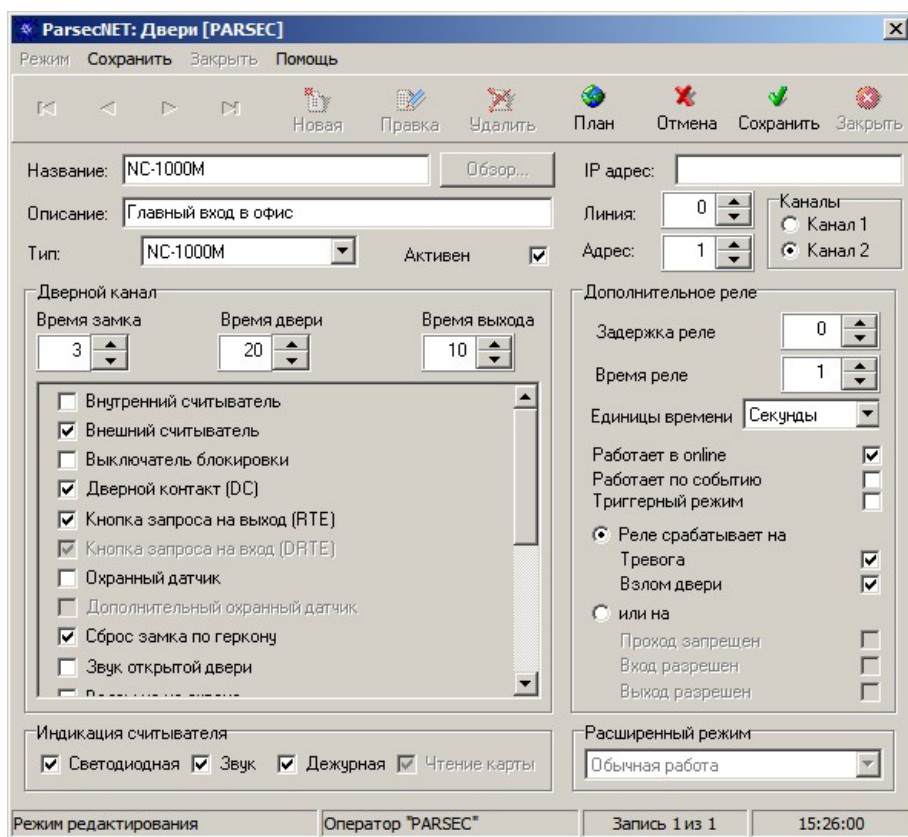 ParsecNET: Двери [PARSEC]
Режим Сохранить Закрыть Помощь
Новая Правка Удалить План Отмена Сохранить Закрыть
Название: NC-1000M Обзор... IP адрес:
Описание: Главный вход в офис Линия: 0 Каналы
Канал 1
Тип: NC-1000M Активен Адрес: 1 Канал 2
Дверной канал
Время замка Время двери Время выхода
3 20 10
Внутренний считыватель
Внешний считыватель
Выключатель блокировки
Дверной контакт (DC)
Кнопка запроса на выход (RTE)
Кнопка запроса на вход (DRTE)
Охранный датчик
Дополнительный охранный датчик
Сброс замка по геркону
Звук открытой двери
Дополнительное реле
Задержка реле 0
Время реле 1
Единицы времени Секунды
Работает в online
Работает по событию
Триггерный режим
Реле срабатывает на
Тревога
Взлом двери
или на
Проход запрещен
Вход разрешен
Выход разрешен
Индикация считывателя
Светодиодная Звук Дежурная Чтение карты
Расширенный режим
Обычная работа
Режим редактирования Оператор "PARSEC" Запись 1 из 1 15:26:00